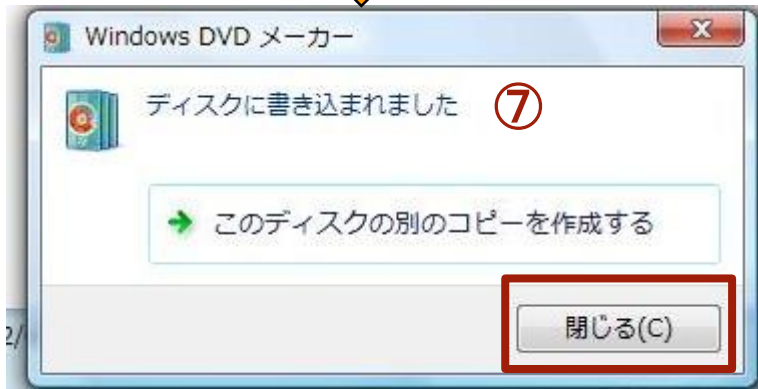 Windows DVD メーカー
ディスクに書き込まれました ⑦
このディスクの別のコピーを作成する
閉じる(C)
2/